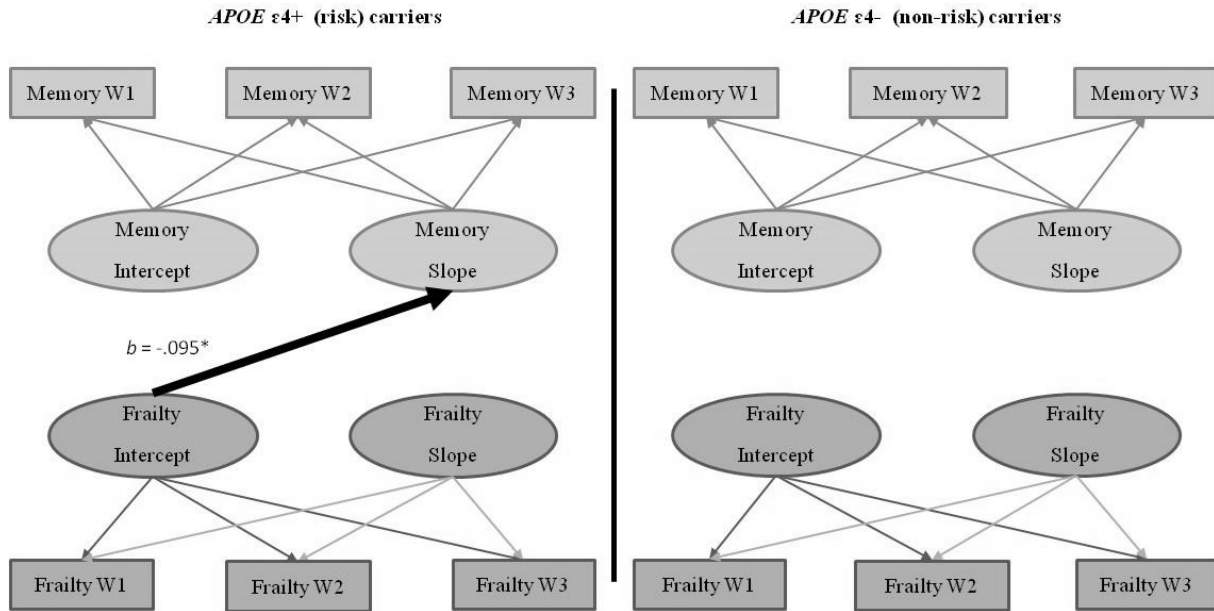 APOE ε4+ (risk) carriers
APOE ε4- (non-risk) carriers
Memory W1
Memory W2
Memory W3
Memory W1
Memory W2
Memory W3
Memory
Intercept
Memory
Slope
Memory
Intercept
Memory
Slope
b = -.095*
Frailty
Intercept
Frailty
Slope
Frailty
Intercept
Frailty
Slope
Frailty W1
Frailty W2
Frailty W3
Frailty W1
Frailty W2
Frailty W3